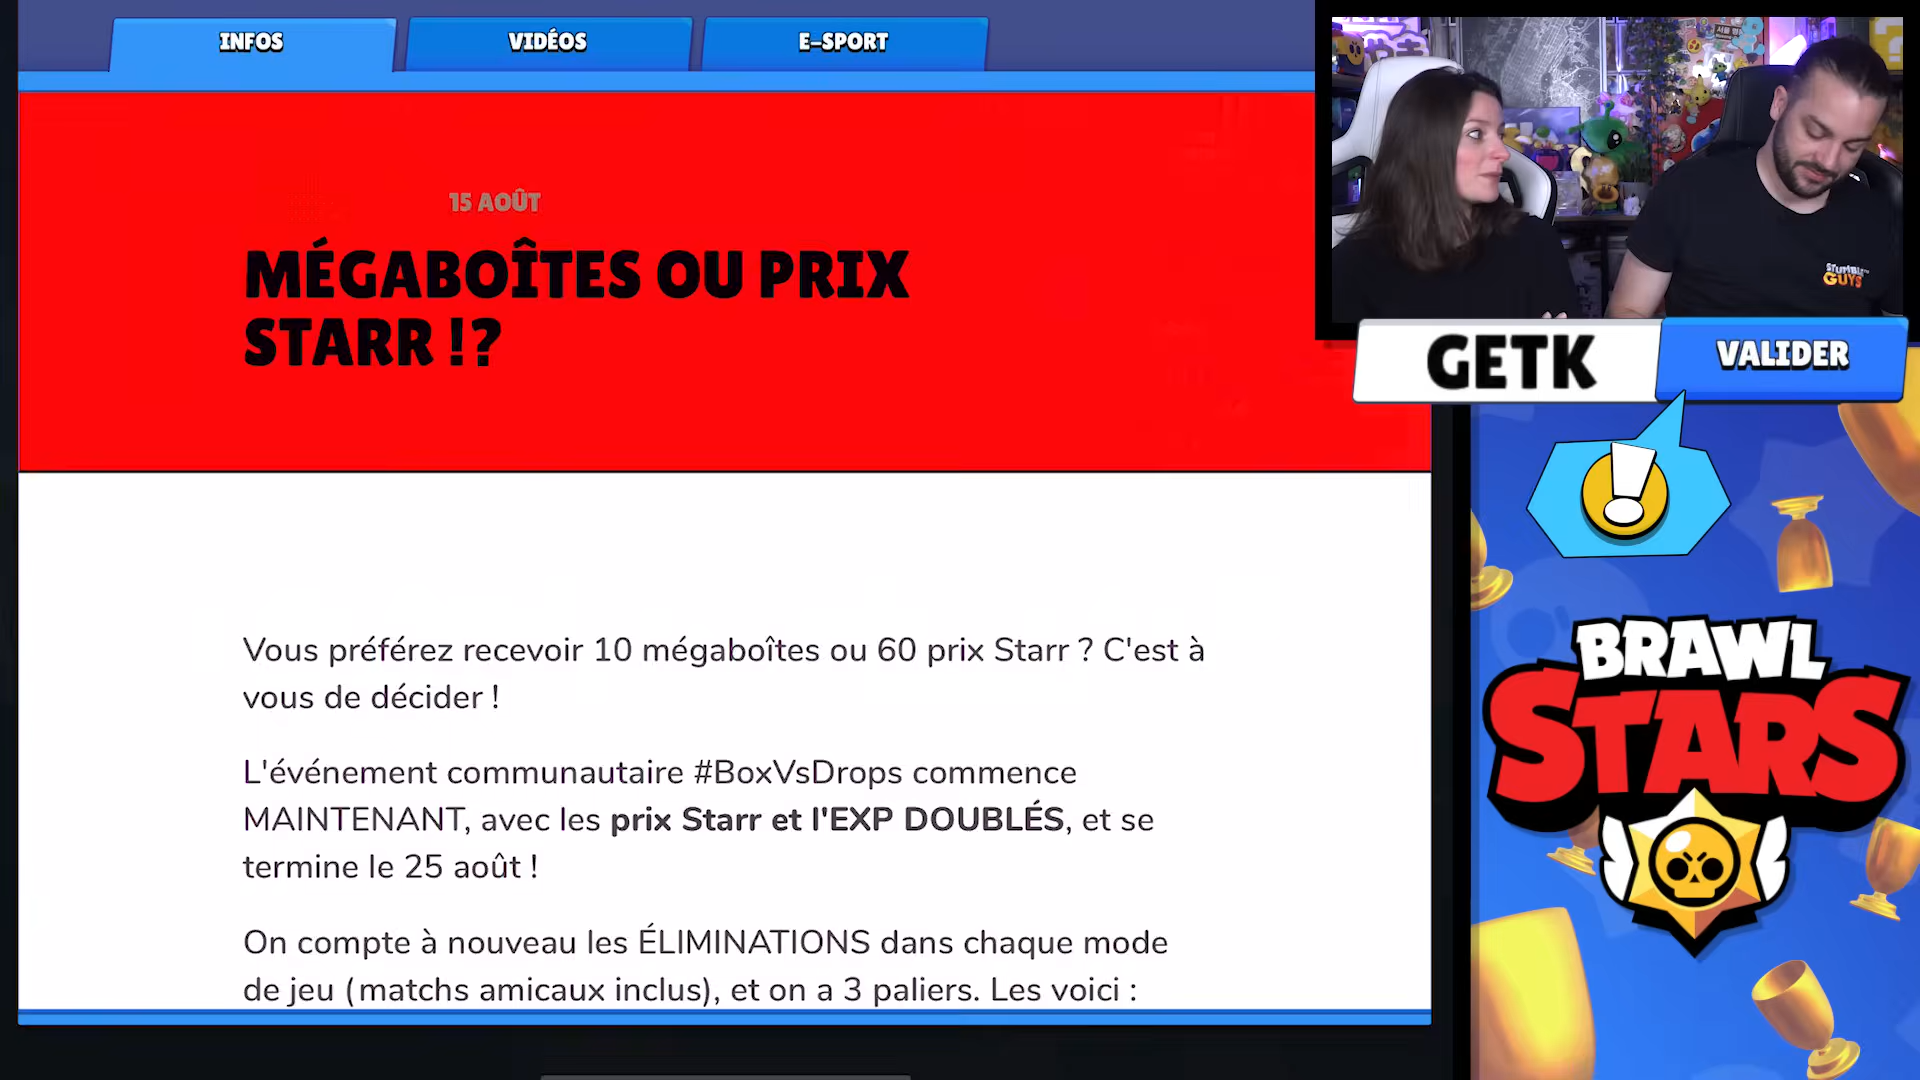 INFOS
VIDÉOS
E-SPORT
15 AOÛT
MÉGABOÎTES OU PRIX
STARR !?
Vous préférez recevoir 10 mégaboîtes ou 60 prix Starr ? C'est à
vous de décider !
L'événement communautaire #BoxVsDrops commence
MAINTENANT, avec les prix Starr et l'EXP DOUBLÉS, et se
termine le 25 août !
On compte à nouveau les ÉLIMINATIONS dans chaque mode
de jeu (matchs amicaux inclus), et on a 3 paliers. Les voici :
STUMBLE
GUYS
GETK
VALIDER
!
BRAWL
STARS